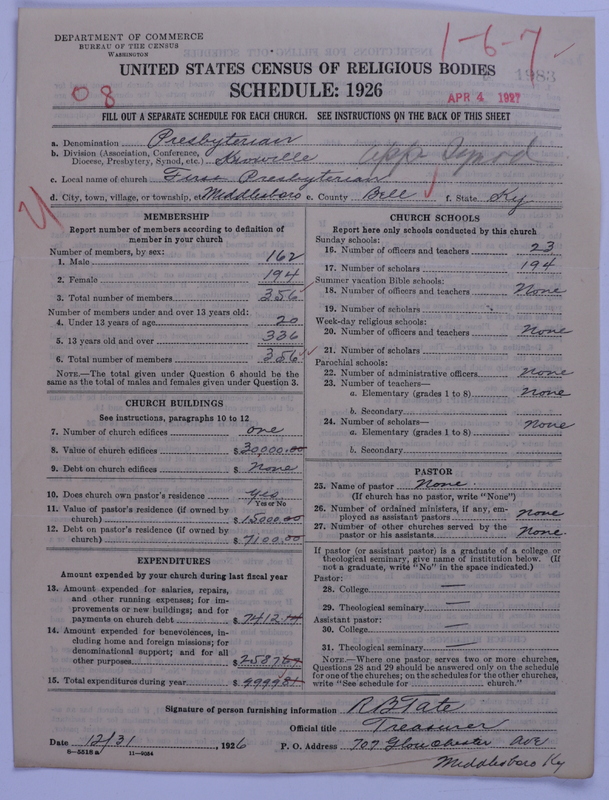 DEPARTMENT OF COMMERCE
BUREAU OF THE CENSUS
WASHINGTON
1-6-7
UNITED STATES CENSUS OF RELIGIOUS BODIES
1983
SCHEDULE: 1926
08
APR 4 1927
FILL OUT A SEPARATE SCHEDULE FOR EACH CHURCH. SEE INSTRUCTIONS ON THE BACK OF THIS SHEET
a. Denomination Presbyterian
b. Division (Association, Conference, Diocese, Presbytery, Synod, etc.) Appa Synod
c. Local name of church First Presbyterian
d. City, town, village, or township, etc. Middlesboro e. County Bell f. State Ky
MEMBERSHIP
Report number of members according to definition of
member in your church
Number of members, by sex:
1. Male 162
2. Female 194
3. Total number of members 356
Number of members under and over 13 years old:
4. Under 13 years of age 20
5. 13 years old and over 336
6. Total number of members 356
NOTE.—The total given under Question 6 should be
same as the total of males and females given under Question 3.
CHURCH BUILDINGS
See instructions, paragraphs 10 to 12
7. Number of church edifices one
8. Value of church edifices $ 30,000.00
9. Debt on church edifices $ None
10. Does church own pastor's residence yes
Yes or No
11. Value of pastor's residence (if owned by
church) $ 15000.00
12. Debt on pastor's residence (if owned by
church) $ 7100.00
EXPENDITURES
Amount expended by your church during last fiscal year
13. Amount expended for salaries, repairs,
and other running expenses; for im-
provements or new buildings; and for
payments on church debt $ 7412.14
14. Amount expended for benevolences, in-
cluding home and foreign missions; for
denominational support; and for all
other purposes $ 2587.67
15. Total expenditures during year $ 9999.81
CHURCH SCHOOLS
Report here only schools conducted by this church
Sunday schools:
16. Number of officers and teachers 23
17. Number of scholars 194
Summer vacation Bible schools:
18. Number of officers and teachers None
19. Number of scholars
Week-day religious schools:
20. Number of officers and teachers None
21. Number of scholars
Parochial schools:
22. Number of administrative officers None
23. Number of teachers—
a. Elementary (grades 1 to 8) None
b. Secondary
24. Number of scholars— None
a. Elementary (grades 1 to 8)
b. Secondary
PASTOR
25. Name of pastor None.
(If church has no pastor, write "None")
26. Number of ordained ministers, if any, em-
ployed as assistant pastors None
27. Number of other churches served by the
pastor or his assistants None.
If pastor (or assistant pastor) is a graduate of a college or
theological seminary, give name of institution below. (If
not a graduate, write "No" in the space indicated.)
Pastor:
28. College —
29. Theological seminary —
Assistant pastor:
30. College —
31. Theological seminary —
NOTE.—Where one pastor serves two or more churches,
Questions 28 and 29 should be answered only on the schedule
for one of the churches; on the schedules for the other churches,
write "See schedule for church."
Signature of person furnishing information R B Tate
Official title Treasurer
Date 12/31, 1926 P. O. Address 707 Glouchester Ave
8—5518 a 11—9054
Middlesboro Ky